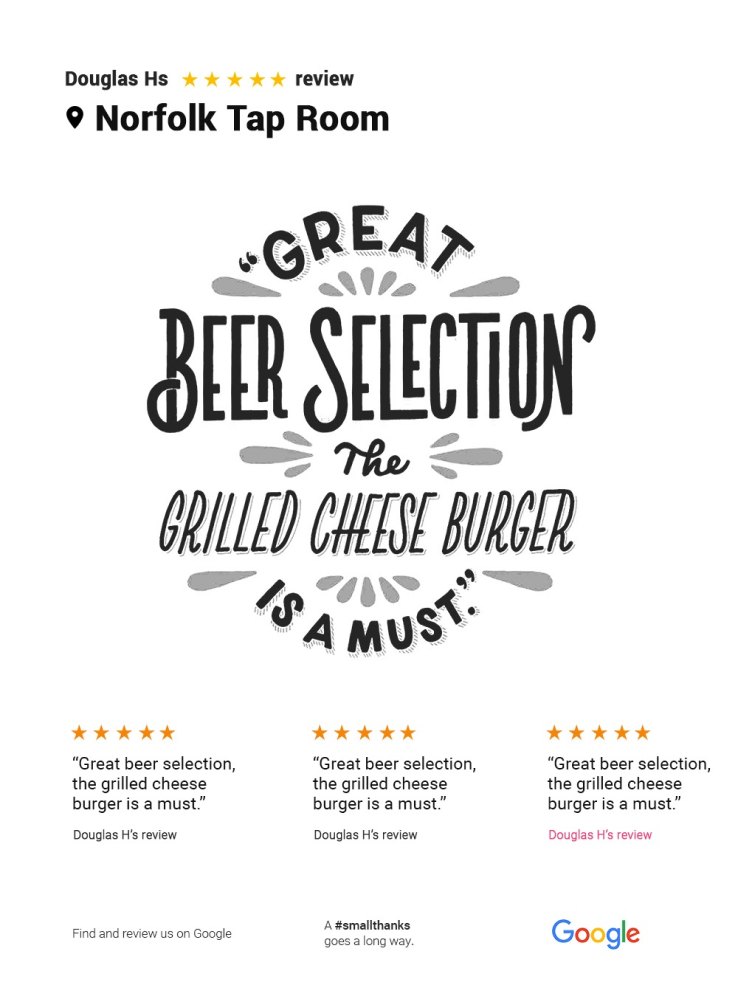 Douglas Hs ★★★★★ review
Norfolk Tap Room
“GREAT
BEER SELECTION
The
GRILLED CHEESE BURGER
IS A MUST.”
★★★★★
“Great beer selection,
the grilled cheese
burger is a must.”
Douglas H’s review
★★★★★
“Great beer selection,
the grilled cheese
burger is a must.”
Douglas H’s review
★★★★★
“Great beer selection,
the grilled cheese
burger is a must.”
Douglas H’s review
Find and review us on Google
A #smallthanks
goes a long way.
Google